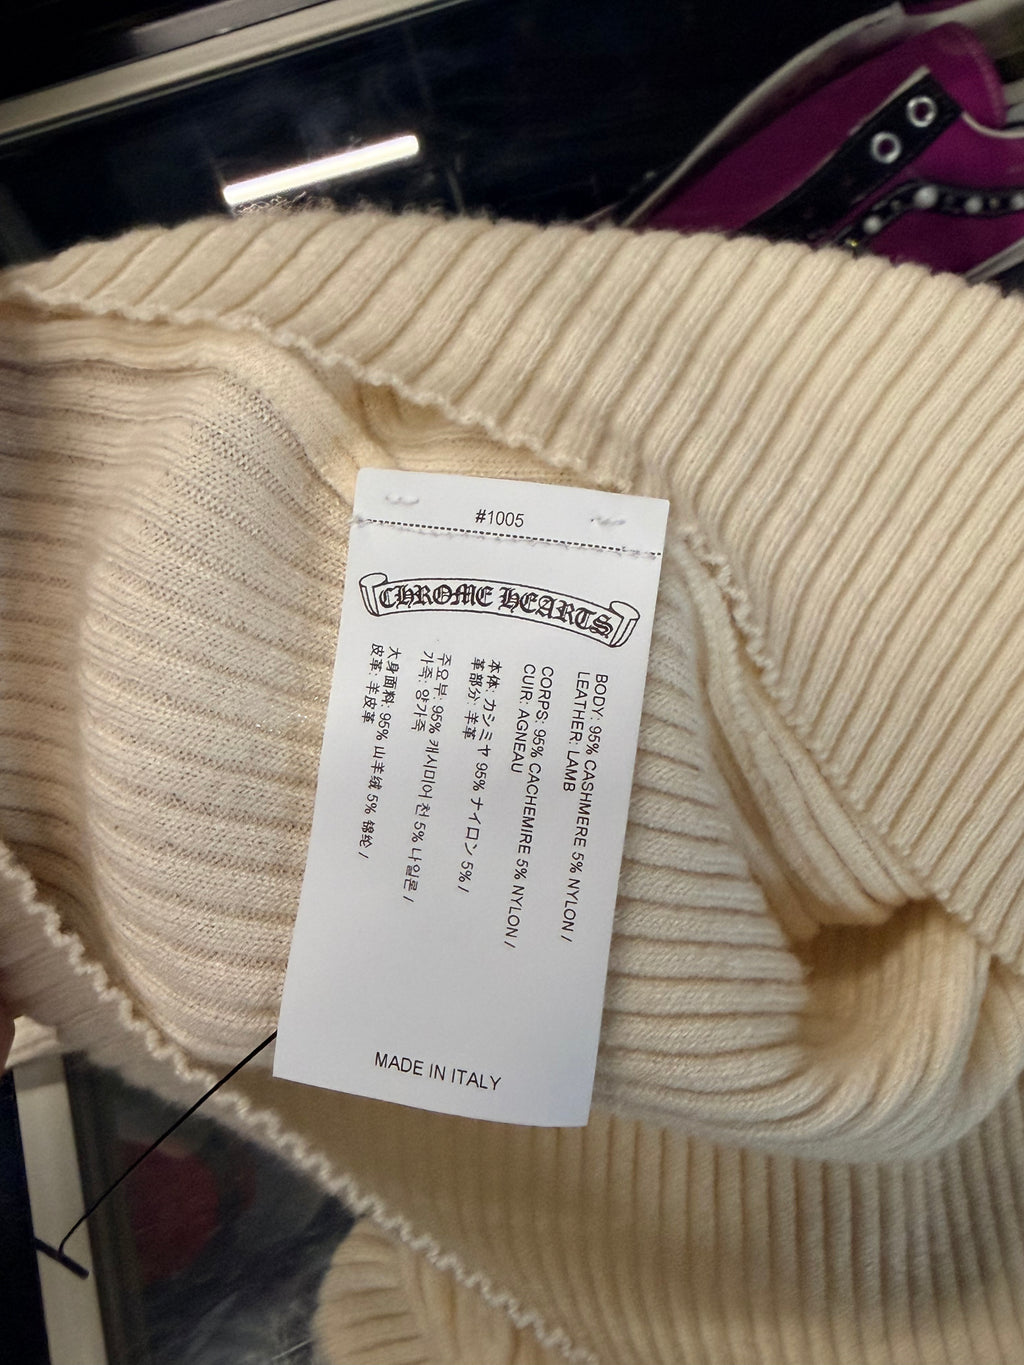 #1005
CHROME HEARTS
BODY: 95% CASHMERE 5% NYLON /
LEATHER: LAMB
CORPS: 95% CACHEMIRE 5% NYLON /
CUIR: AGNEAU
本体: カシミヤ 95% ナイロン 5% /
革部分: 羊革
주요부: 95% 캐시미어 천 5% 나일론 /
가죽: 양가죽
大身面料: 95% 山羊绒 5% 锦纶 /
皮革: 羊皮革
MADE IN ITALY